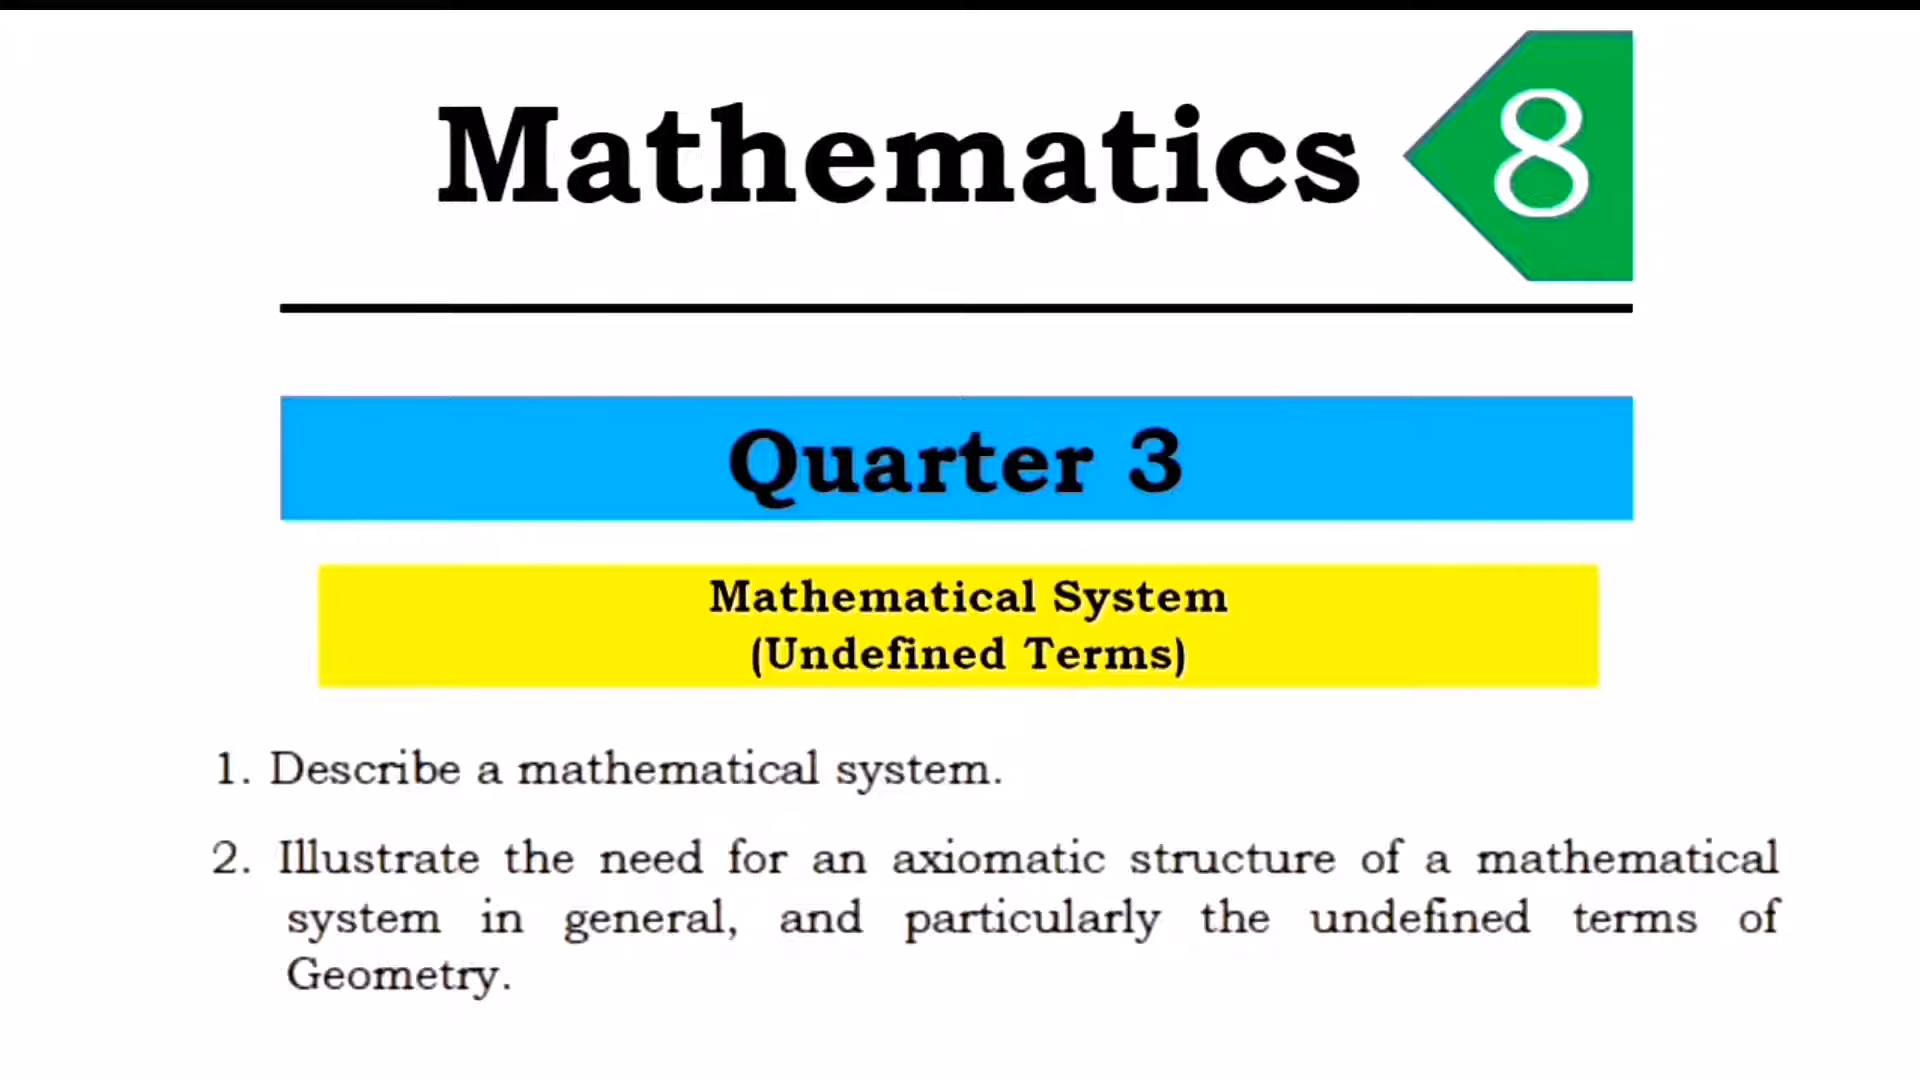 Mathematics 8
Quarter 3
Mathematical System
(Undefined Terms)
1. Describe a mathematical system.
2. Illustrate the need for an axiomatic structure of a mathematical
system in general, and particularly the undefined terms of
Geometry.